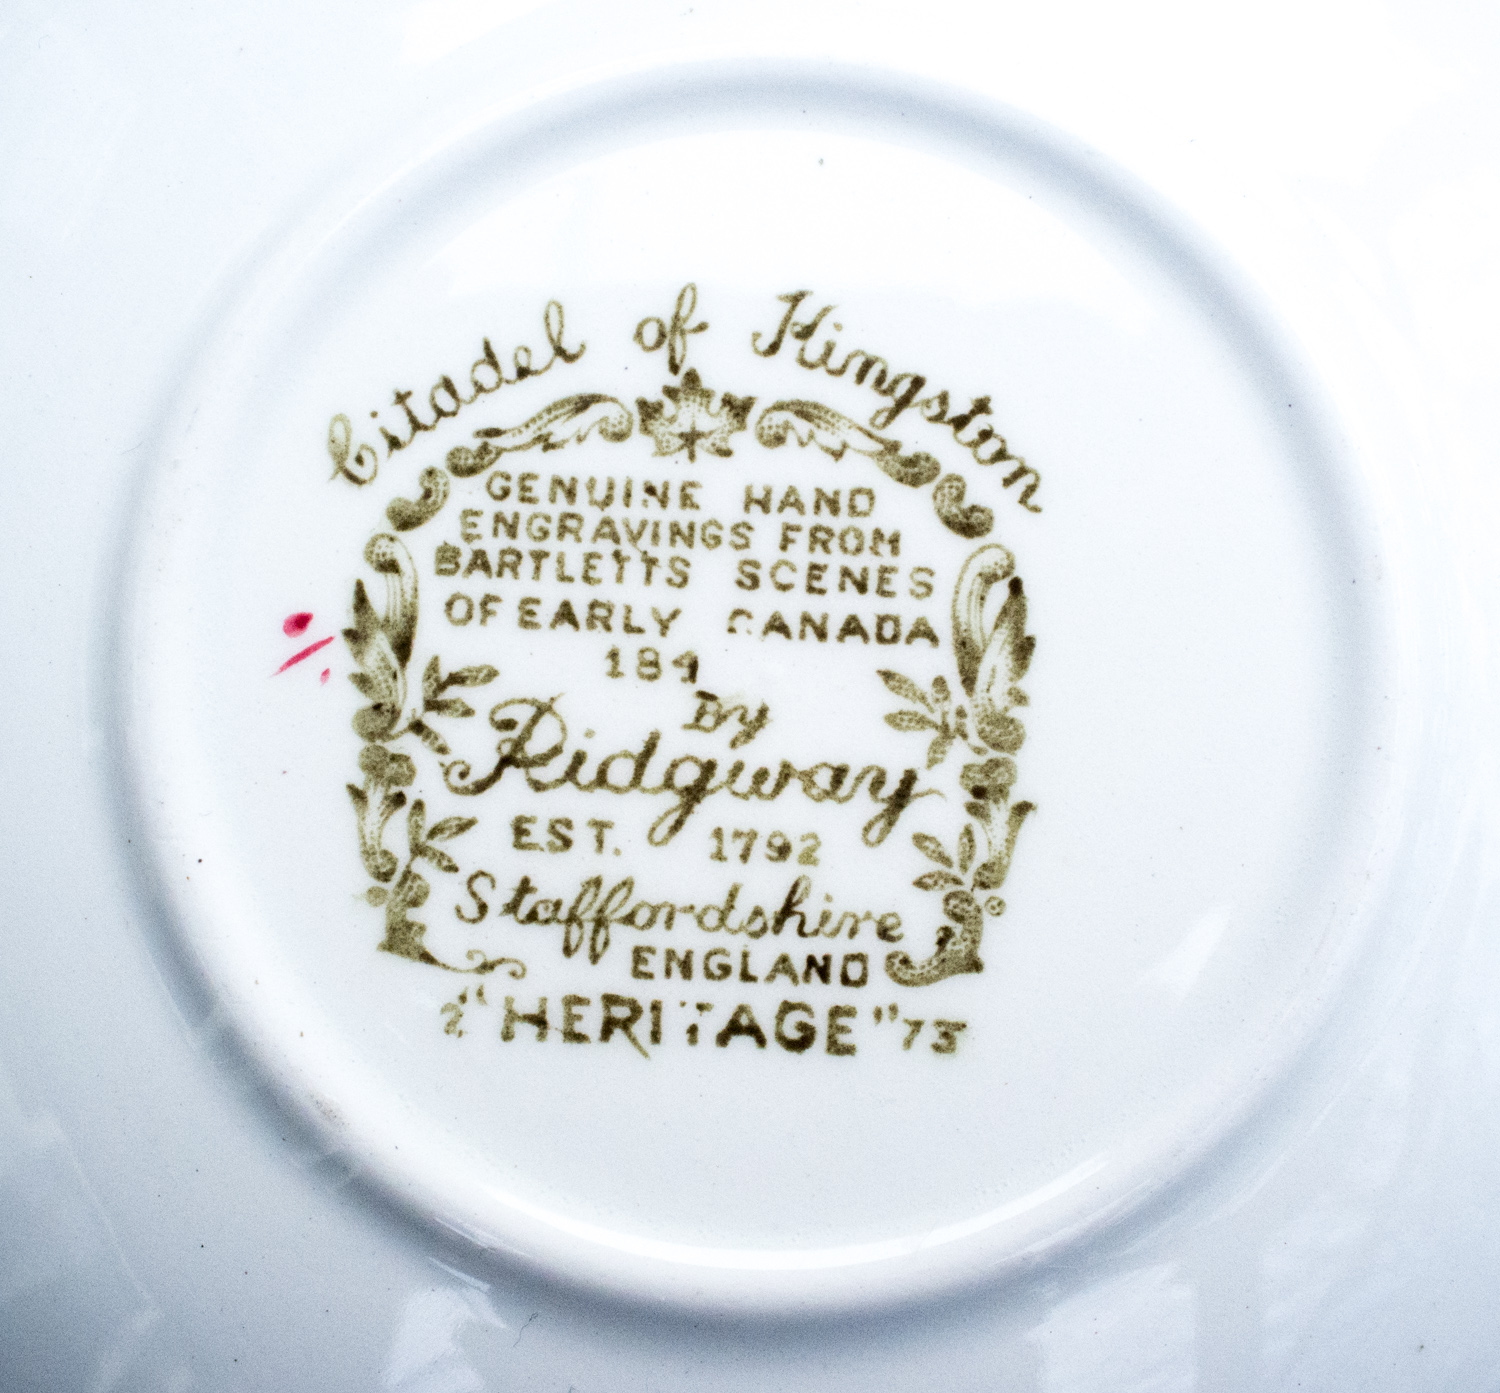 Citadel of Kingston
GENUINE HAND
ENGRAVINGS FROM
BARTLETTS SCENES
OF EARLY CANADA
184
By
Ridgway
EST. 1792
Staffordshire
ENGLAND
"HERITAGE"